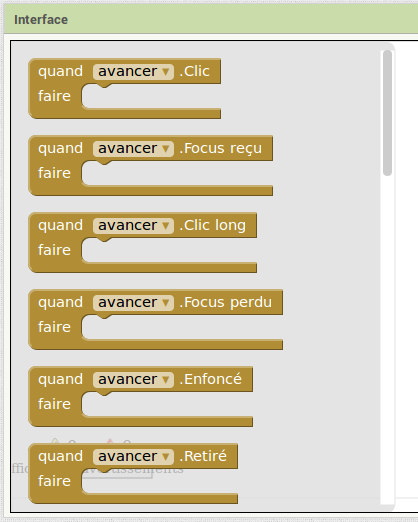 Interface
quand avancer .Clic
faire
quand avancer .Focus reçu
faire
quand avancer .Clic long
faire
quand avancer .Focus perdu
faire
quand avancer .Enfoncé
faire
quand avancer .Retiré
faire